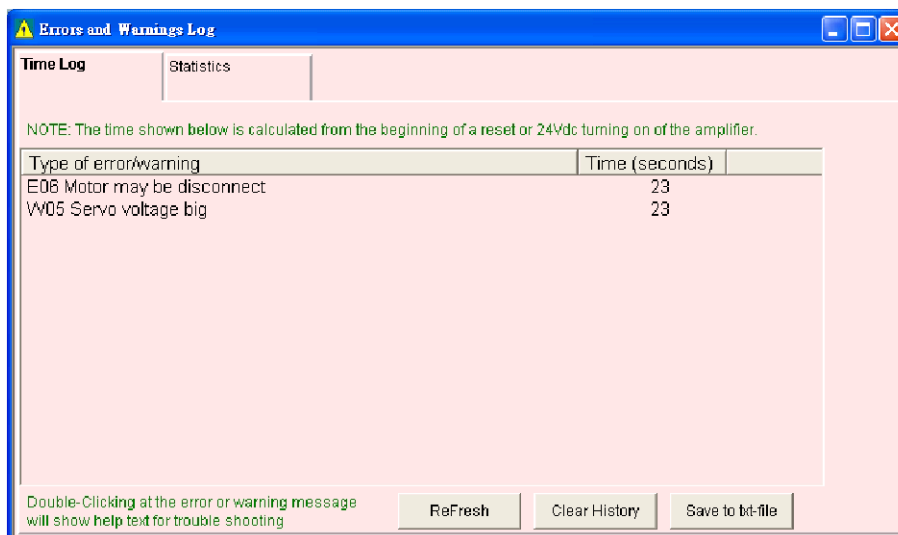 Errors and Warnings Log
Time Log
Statistics
NOTE: The time shown below is calculated from the beginning of a reset or 24Vdc turning on of the amplifier.
Type of error/warning Time (seconds)
E06 Motor may be disconnect 23
W05 Servo voltage big 23
Double-Clicking at the error or warning message
will show help text for trouble shooting
ReFresh
Clear History
Save to txt-file